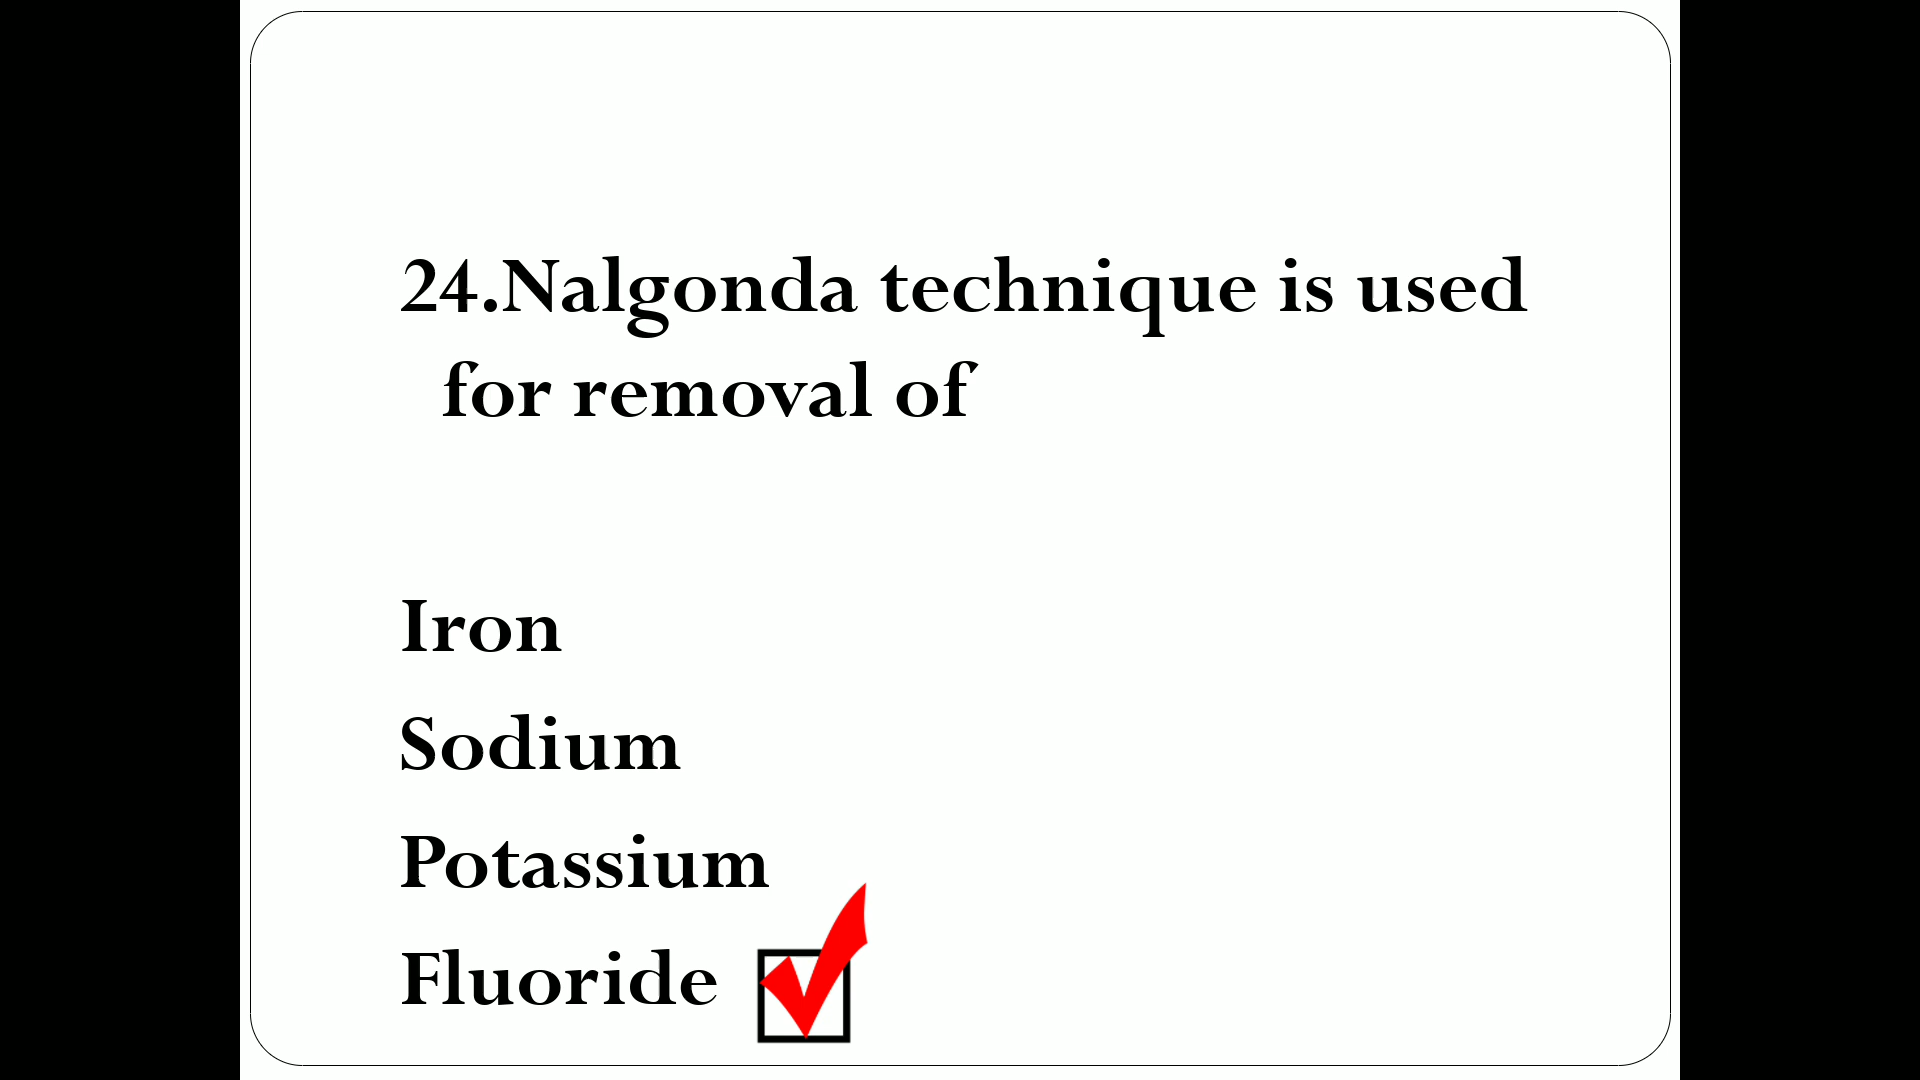 24.Nalgonda technique is used
for removal of
Iron
Sodium
Potassium
Fluoride